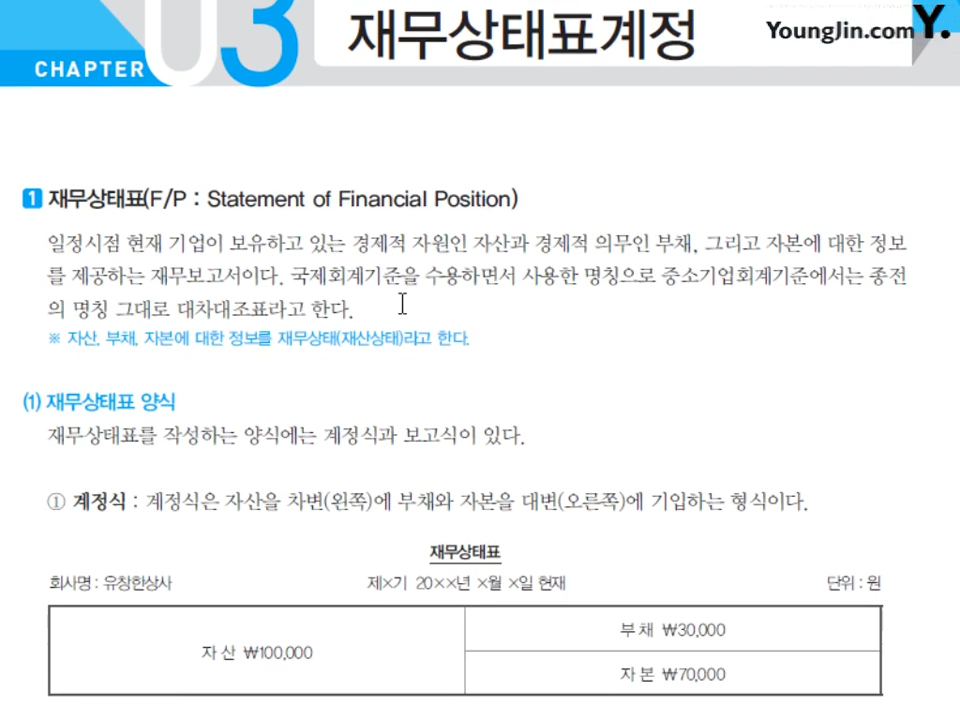 CHAPTER 03 재무상태표계정
YoungJin.com Y.
1 재무상태표(F/P : Statement of Financial Position)
일정시점 현재 기업이 보유하고 있는 경제적 자원인 자산과 경제적 의무인 부채, 그리고 자본에 대한 정보
를 제공하는 재무보고서이다. 국제회계기준을 수용하면서 사용한 명칭으로 중소기업회계기준에서는 종전
의 명칭 그대로 대차대조표라고 한다.
※ 자산, 부채, 자본에 대한 정보를 재무상태(재산상태)라고 한다.
(1) 재무상태표 양식
재무상태표를 작성하는 양식에는 계정식과 보고식이 있다.
① 계정식 : 계정식은 자산을 차변(왼쪽)에 부채와 자본을 대변(오른쪽)에 기입하는 형식이다.
재무상태표
회사명 : 유창한상사 제×기 20××년 ×월 ×일 현재 단위 : 원
자 산 ₩100,000
부 채 ₩30,000
자 본 ₩70,000